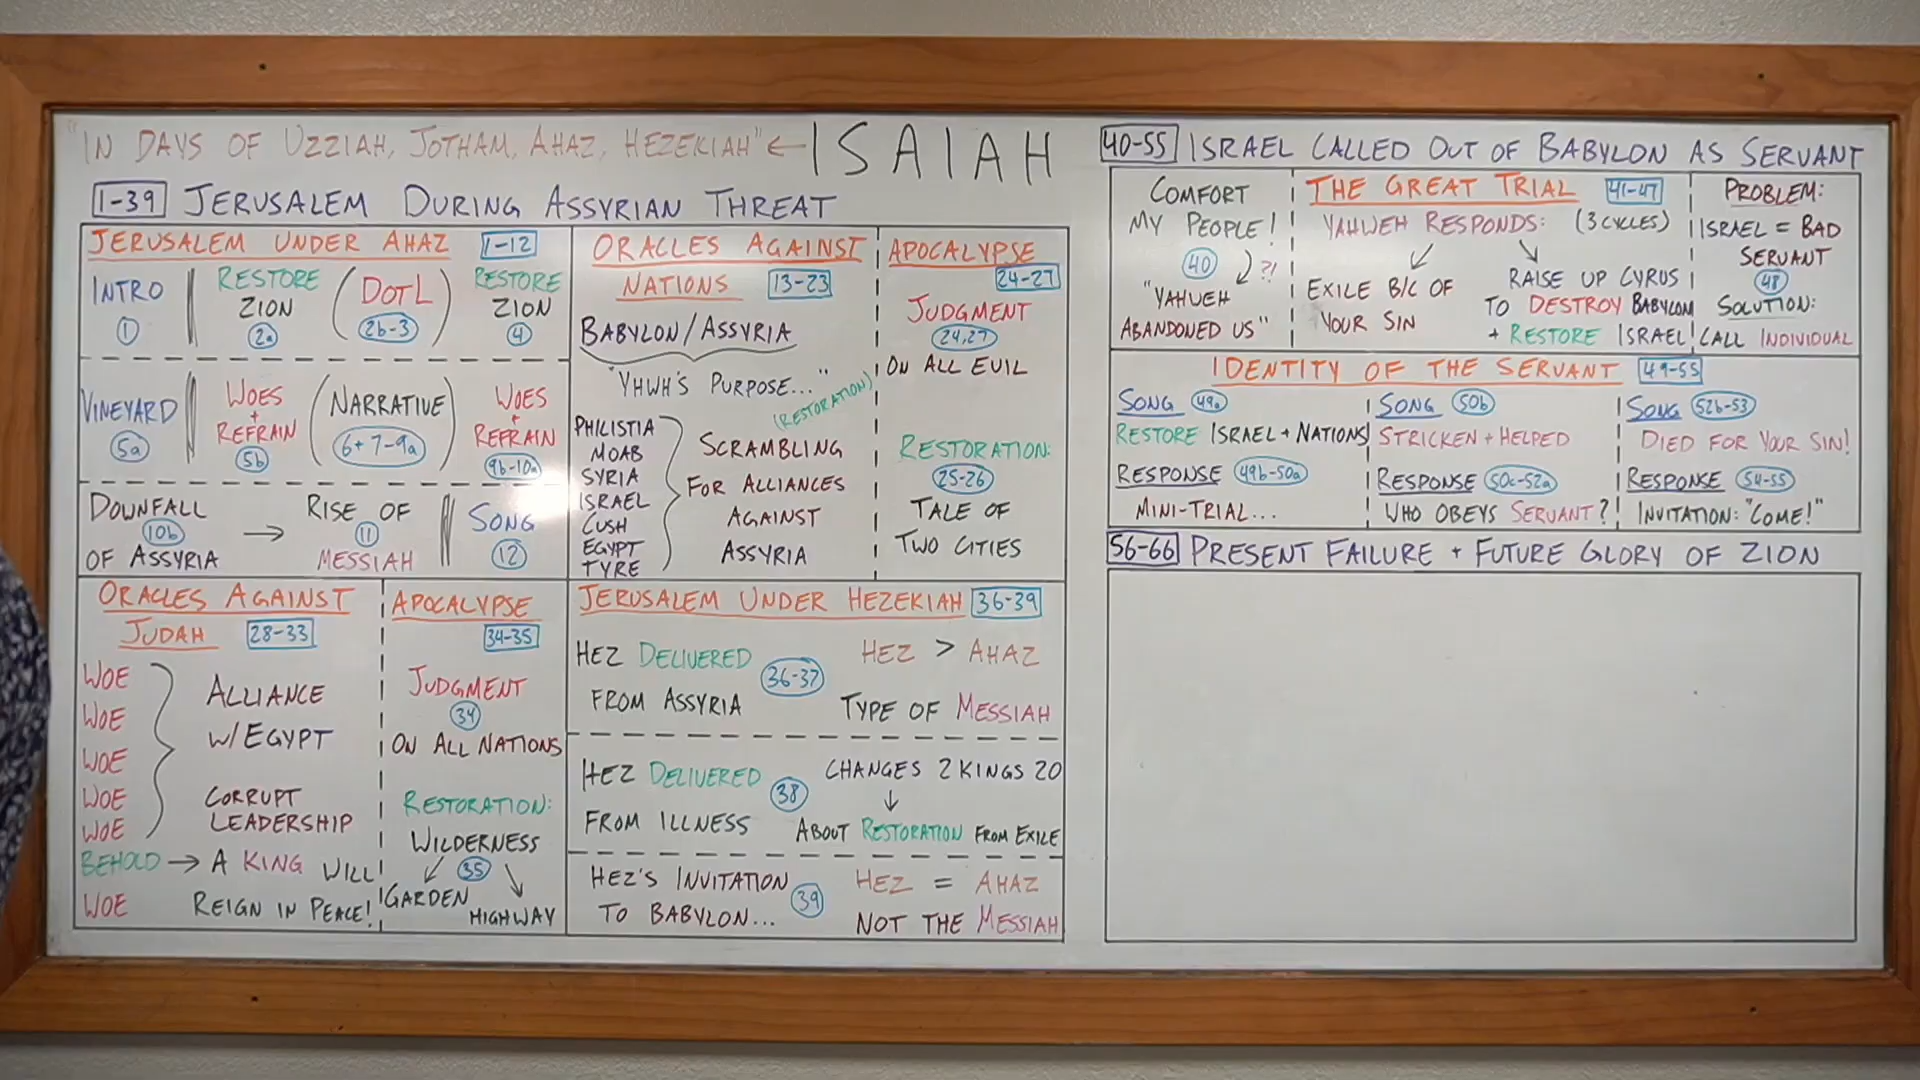 "IN DAYS OF UZZIAH, JOTHAM, AHAZ, HEZEKIAH" ← ISAIAH
1-39 JERUSALEM DURING ASSYRIAN THREAT
JERUSALEM UNDER AHAZ 1-12
INTRO
1
RESTORE
ZION
2a
(DOTL)
2b-3
RESTORE
ZION
4
VINEYARD
5a
WOES
+
REFRAIN
5b
(NARRATIVE)
6+7-9a
WOES
+
REFRAIN
9b-10a
DOWNFALL
10b
OF ASSYRIA
→
RISE OF
11
MESSIAH
SONG
12
ORACLES AGAINST
NATIONS 13-23
BABYLON/ASSYRIA
"YHWH'S PURPOSE..."
(RESTORATION)
PHILISTIA
MOAB
SYRIA
ISRAEL
CUSH
EGYPT
TYRE
SCRAMBLING
FOR ALLIANCES
AGAINST
ASSYRIA
APOCALYPSE
24-27
JUDGMENT
24,27
ON ALL EVIL
RESTORATION:
25-26
TALE OF
TWO CITIES
ORACLES AGAINST
JUDAH 28-33
WOE
WOE
WOE
WOE
WOE
ALLIANCE
W/EGYPT
CORRUPT
LEADERSHIP
BEHOLD → A KING WILL
WOE REIGN IN PEACE!
APOCALYPSE
34-35
JUDGMENT
34
ON ALL NATIONS
RESTORATION:
WILDERNESS
35
GARDEN
HIGHWAY
JERUSALEM UNDER HEZEKIAH 36-39
HEZ DELIVERED
FROM ASSYRIA
36-37
HEZ > AHAZ
TYPE OF MESSIAH
HEZ DELIVERED
FROM ILLNESS
38
CHANGES 2 KINGS 20
↓
ABOUT RESTORATION FROM EXILE
HEZ'S INVITATION
TO BABYLON...
39
HEZ = AHAZ
NOT THE MESSIAH
40-55 ISRAEL CALLED OUT OF BABYLON AS SERVANT
COMFORT
MY PEOPLE!
40 ?!
"YAHWEH
ABANDONED US"
THE GREAT TRIAL 41-47
YAHWEH RESPONDS: (3 CYCLES)
EXILE B/C OF
YOUR SIN
RAISE UP CYRUS
TO DESTROY BABYLON
+ RESTORE ISRAEL
PROBLEM:
ISRAEL = BAD
SERVANT
48
SOLUTION:
CALL INDIVIDUAL
IDENTITY OF THE SERVANT 49-55
SONG 49a
RESTORE ISRAEL + NATIONS
RESPONSE 49b-50a
MINI-TRIAL...
SONG 50b
STRICKEN + HELPED
RESPONSE 50c-52a
WHO OBEYS SERVANT?
SONG 52b-53
DIED FOR YOUR SIN!
RESPONSE 54-55
INVITATION: "COME!"
56-66 PRESENT FAILURE + FUTURE GLORY OF ZION